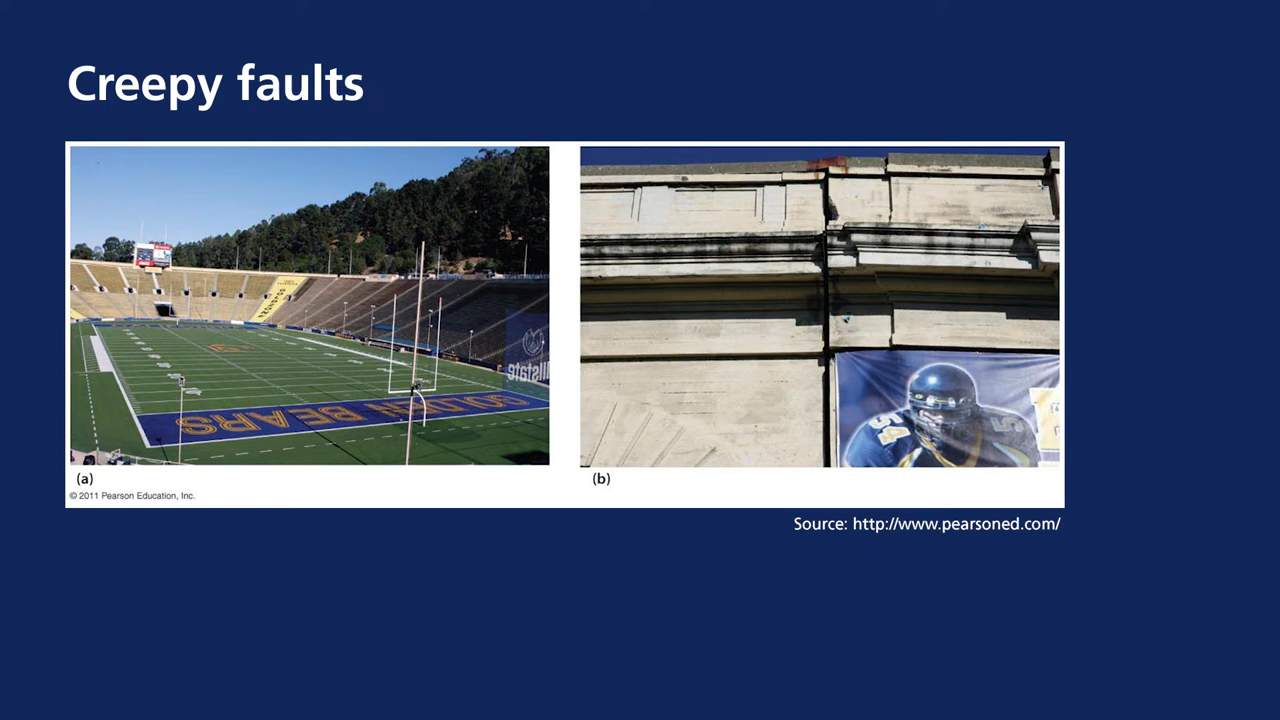 Creepy faults
GOLDEN BEARS
Allstate
54
(a)
(b)
© 2011 Pearson Education, Inc.
Source: http://www.pearsoned.com/